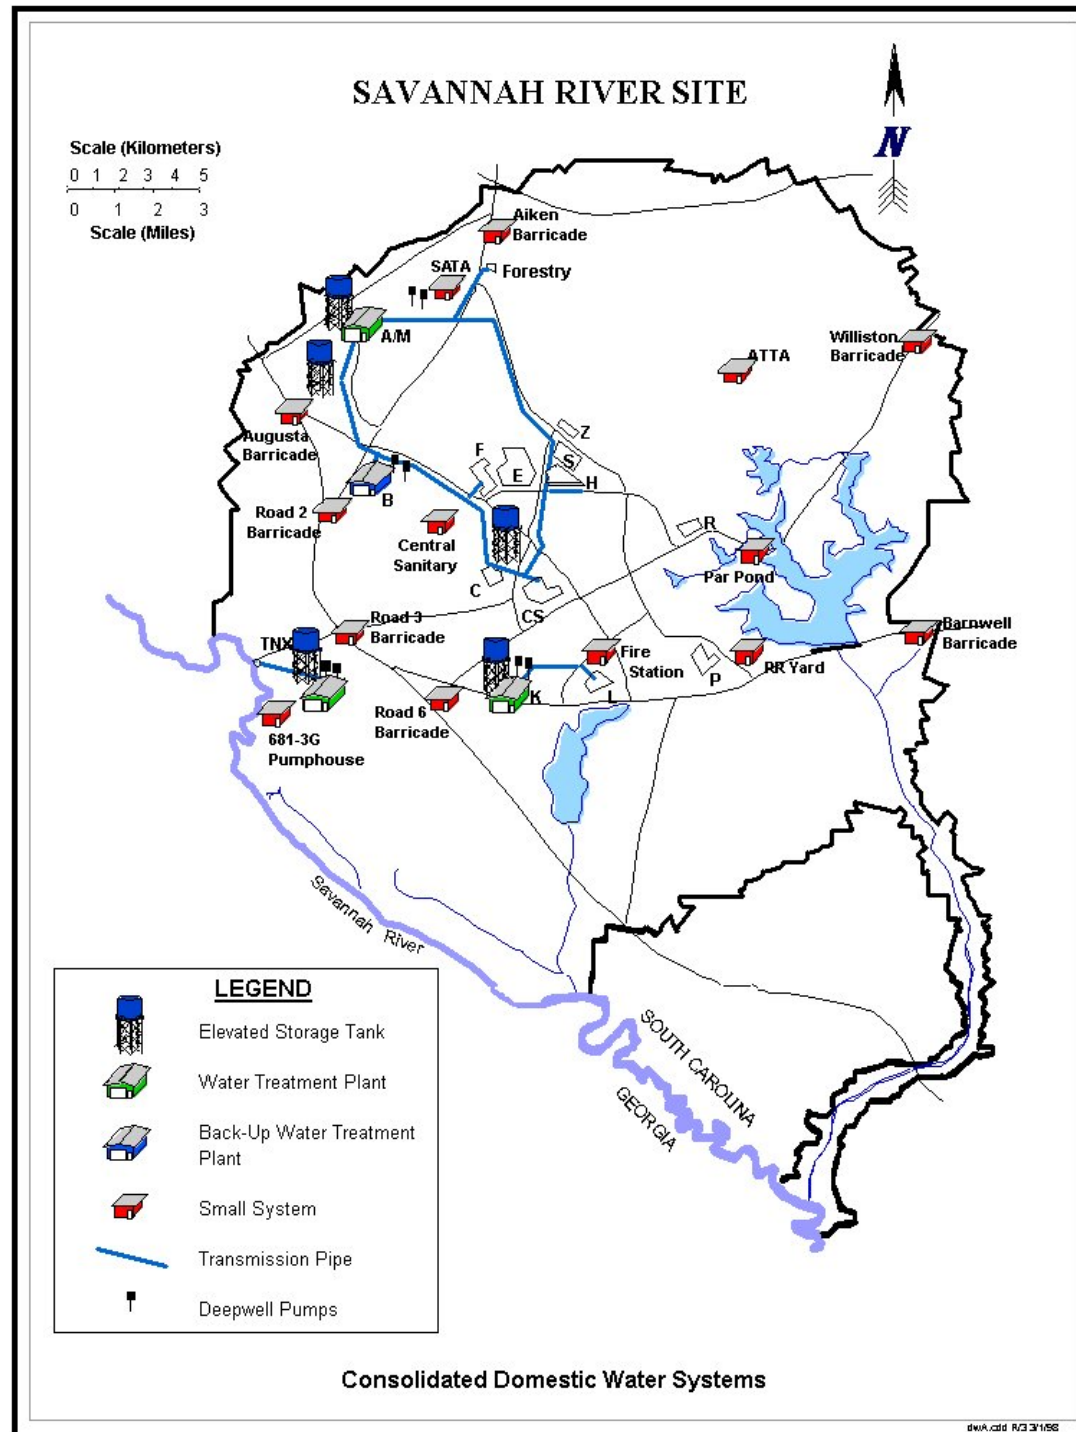 SAVANNAH RIVER SITE
N
Scale (Kilometers)
0 1 2 3 4 5
0 1 2 3
Scale (Miles)
Aiken
Barricade
SATA
Forestry
A/M
Williston
Barricade
ATTA
Augusta
Barricade
Z
F
S
E
H
B
Road 2
Barricade
R
Central
Sanitary
Par Pond
C
CS
Road 3
Barricade
Barnwell
Barricade
TNX
Fire
Station
P
RR Yard
K
L
Road 6
Barricade
681-3G
Pumphouse
Savannah River
SOUTH CAROLINA
GEORGIA
LEGEND
Elevated Storage Tank
Water Treatment Plant
Back-Up Water Treatment
Plant
Small System
Transmission Pipe
Deepwell Pumps
Consolidated Domestic Water Systems